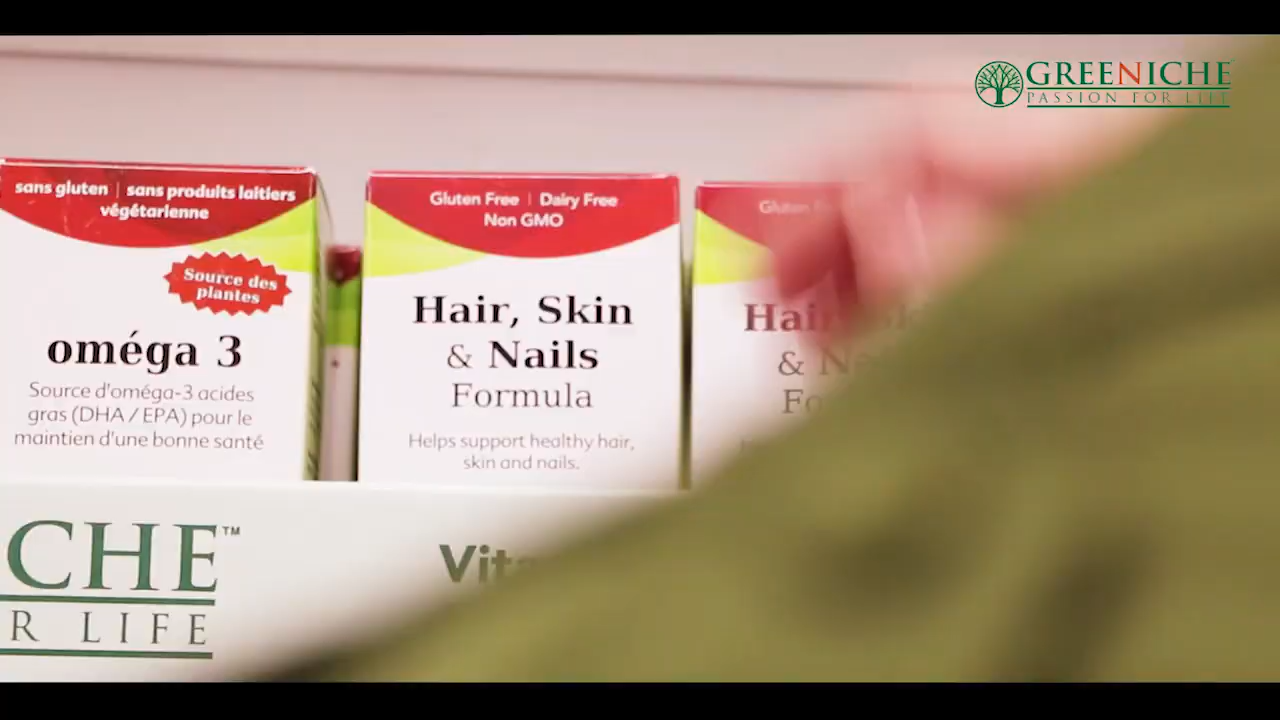 GREENICHE
PASSION FOR LIFE
sans gluten | sans produits laitiers
végétarienne
Source des
plantes
oméga 3
Source d'oméga-3 acides
gras (DHA / EPA) pour le
maintien d'une bonne santé
Gluten Free | Dairy Free
Non GMO
Hair, Skin
& Nails
Formula
Helps support healthy hair,
skin and nails.
Gluten
Hair
&
CHE™
R LIFE